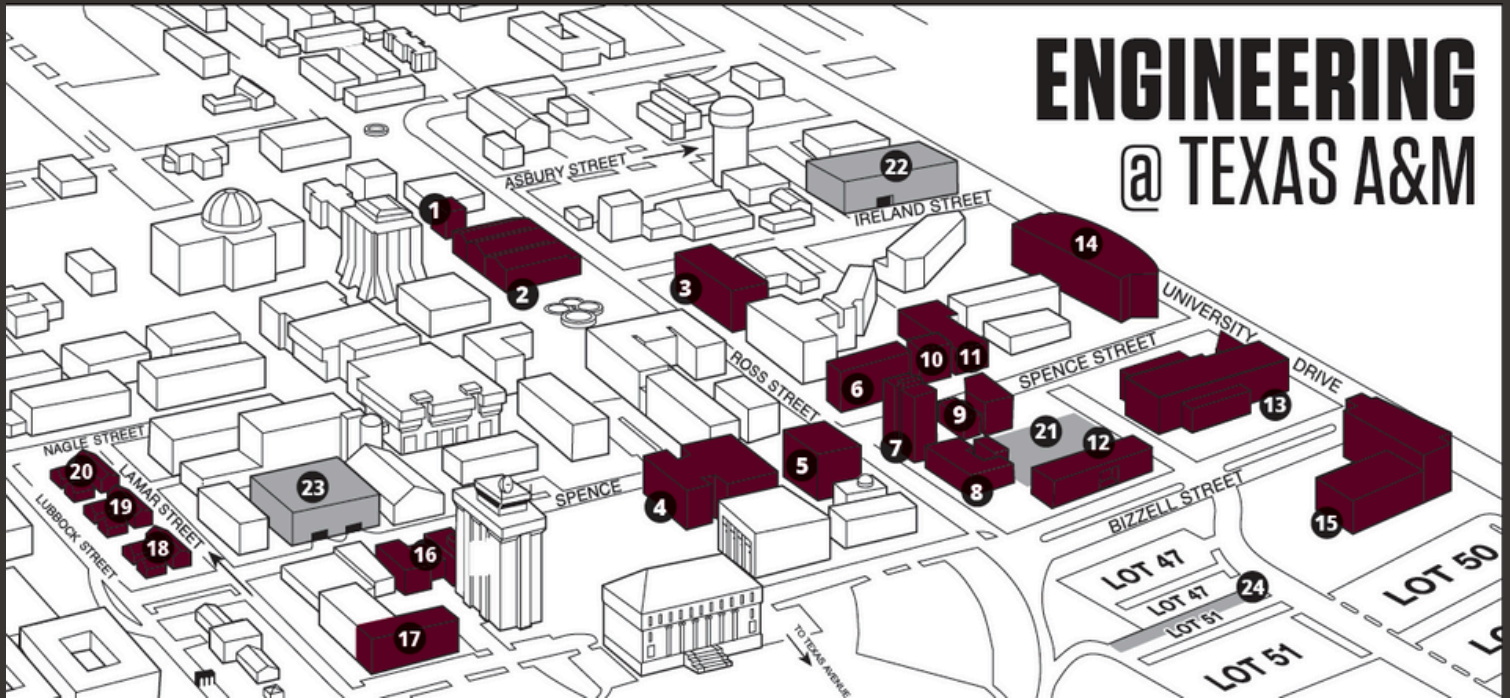 ENGINEERING
@ TEXAS A&M
ASBURY STREET
22
IRELAND STREET
1
2
3
14
UNIVERSITY
DRIVE
ROSS STREET
10
11
6
SPENCE STREET
9
13
7
21
12
5
8
4
SPENCE
BIZZELL STREET
15
NAGLE STREET
20
LAMAR STREET
19
LUBBOCK STREET
18
23
16
17
LOT 47
LOT 50
24
LOT 47
LOT 51
LOT 51
TO TEXAS AVENUE
LO